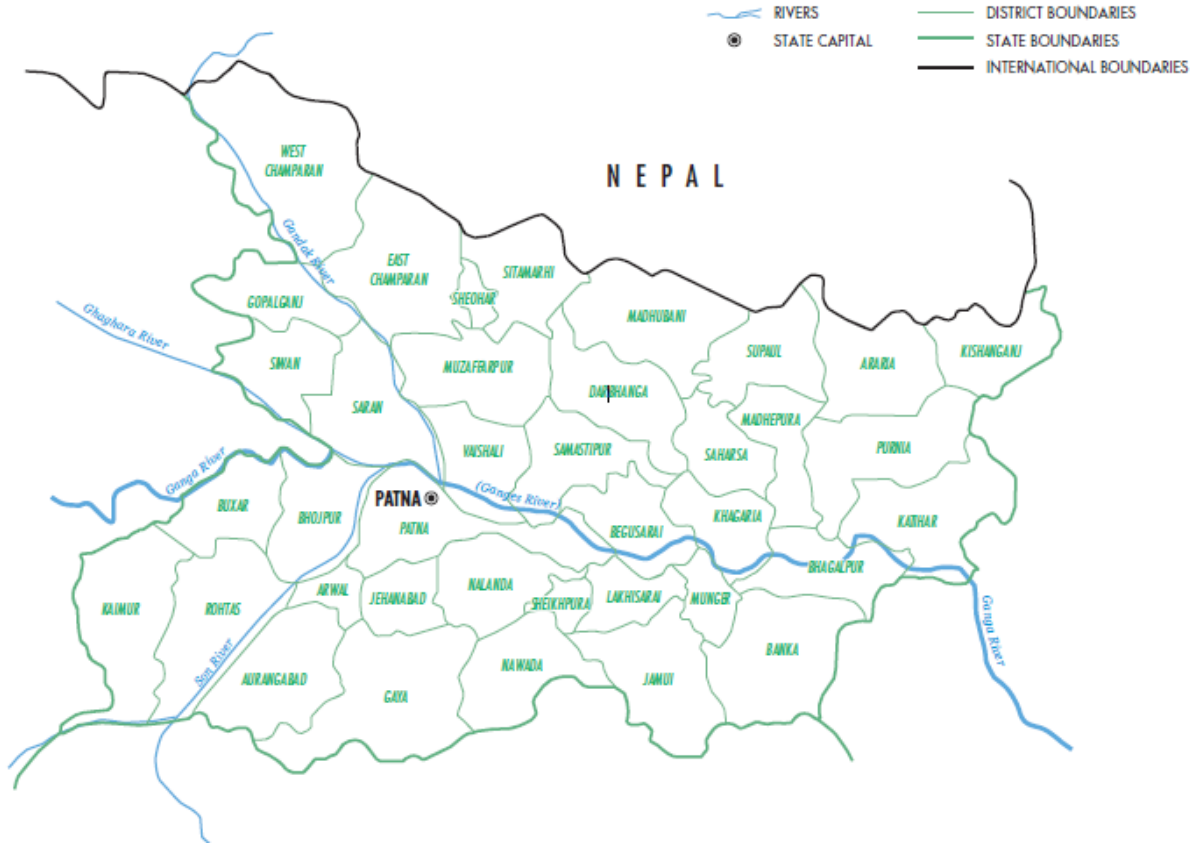 RIVERS
DISTRICT BOUNDARIES
STATE CAPITAL
STATE BOUNDARIES
INTERNATIONAL BOUNDARIES
NEPAL
WEST
CHAMPARAN
Gandak River
EAST
CHAMPARAN
SITAMARHI
SHEOHAR
GOPALGANJ
MADHUBANI
Ghaghara River
SIWAN
MUZAFFARPUR
SUPAUL
ARARIA
KISHANGANJ
DARBHANGA
SARAN
MADHEPURA
VAISHALI
SAMASTIPUR
SAHARSA
PURNIA
Ganga River
PATNA
(Ganges River)
BUXAR
BHOJPUR
PATNA
BEGUSARAI
KHAGARIA
KATIHAR
BHAGALPUR
KAIMUR
ROHTAS
ARWAL
JEHANABAD
NALANDA
SHEIKHPURA
LAKHISARAI
MUNGER
Ganga River
Son River
AURANGABAD
GAYA
NAWADA
JAMUI
BANKA